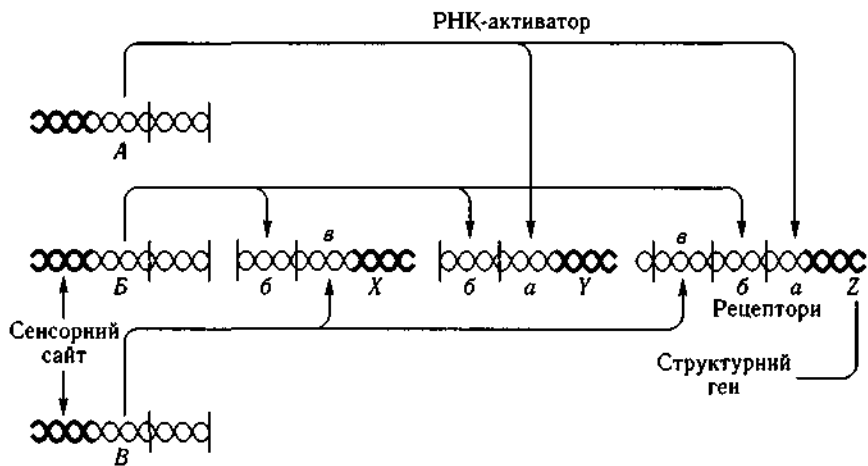 РНК-активатор
А
в
в
Б
б
Х
б
а
Y
б
а
Z
Рецептори
Сенсорний
сайт
Структурний
ген
В